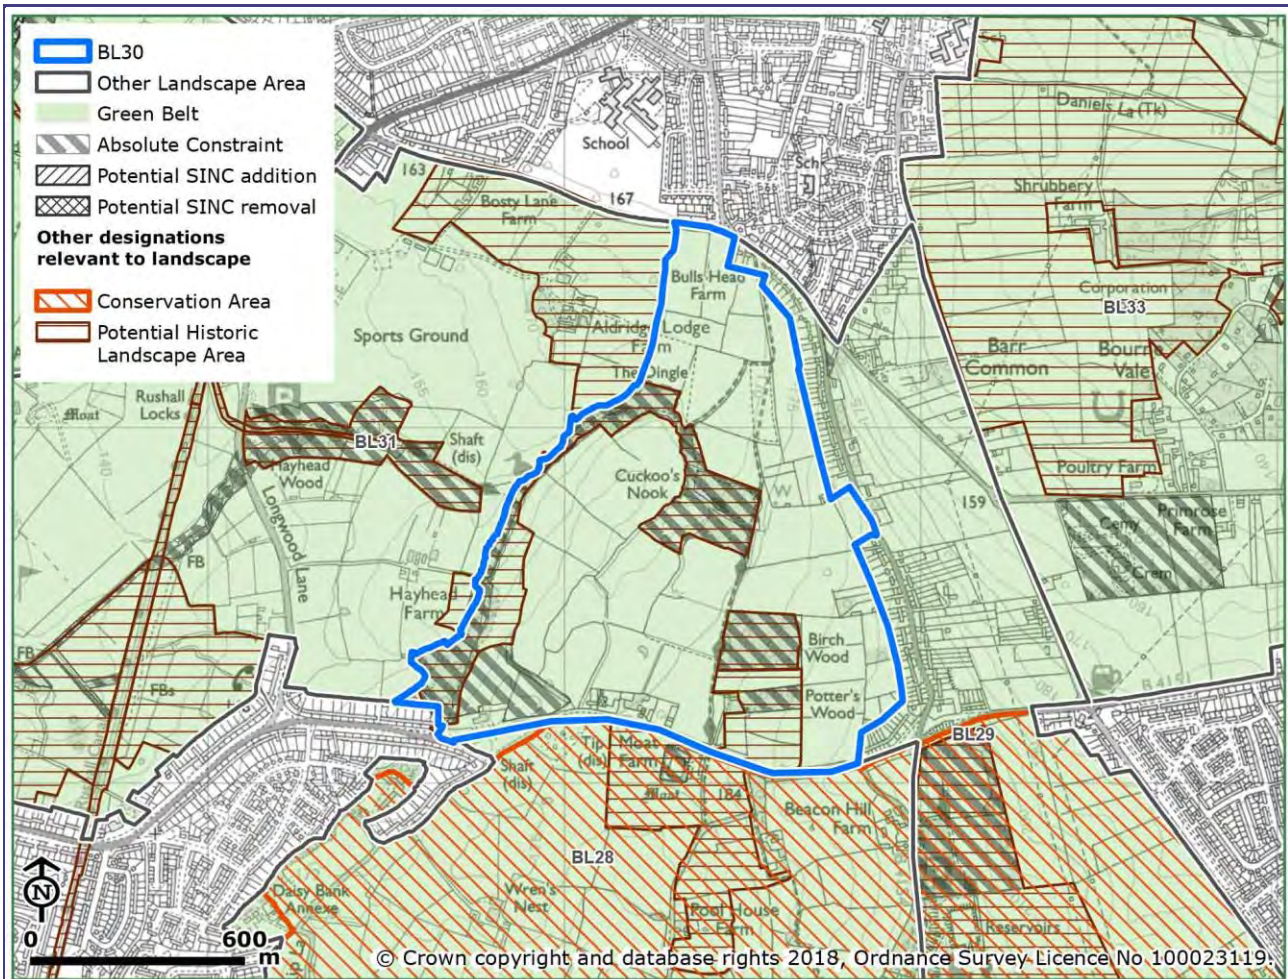 BL30
Other Landscape Area
Green Belt
Absolute Constraint
Potential SINC addition
Potential SINC removal
Other designations
relevant to landscape
Conservation Area
Potential Historic
Landscape Area
School
Sch
163
167
Daniels La (Tk)
Shrubbery
Farm
Bosty Lane
Farm
Bulls Head
Farm
Corporation
BL33
Sports Ground
Aldridge Lodge
Farm
The Dingle
Barr
Common
Bourne
Vale
Rushall
Locks
Moat
BL31
Shaft
(dis)
Hayhead
Wood
Cuckoo's
Nook
Poultry Farm
Longwood
Lane
W
159
Cemy
Primrose
Farm
Crem
FB
Hayhead
Farm
Birch
Wood
Potter's
Wood
FB
FBs
B 4151
BL29
Tip
(dis)
Moat
Farm
Shaft
(dis)
Moat
184
Beacon Hill
Farm
BL28
Daisy Bank
Annexe
Wren's
Nest
Pool House
Farm
Reservoirs
N
0 600
m
© Crown copyright and database rights 2018, Ordnance Survey Licence No 100023119.